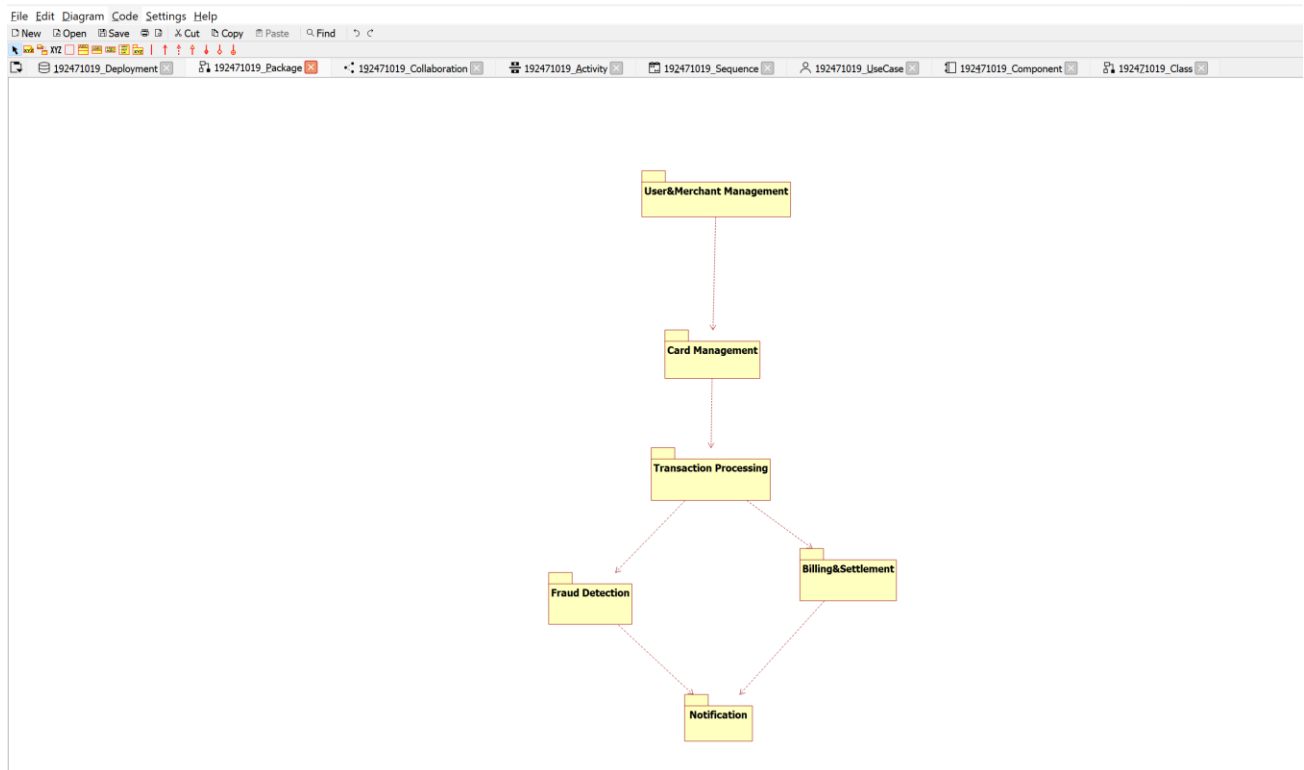 File Edit Diagram Code Settings Help
New Open Save Cut Copy Paste Find
XYZ
192471019_Deployment 192471019_Package 192471019_Collaboration 192471019_Activity 192471019_Sequence 192471019_UseCase 192471019_Component 192471019_Class
User&Merchant Management
Card Management
Transaction Processing
Billing&Settlement
Fraud Detection
Notification